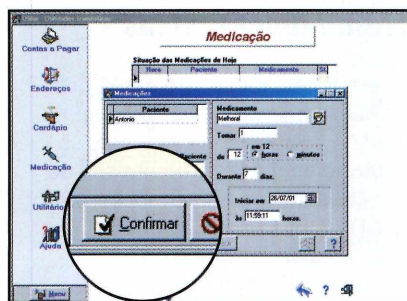 Contas a Pagar
Endereços
Cardápio
Medicação
Utilitário
Ajuda
Menu
Medicação
Situação das Medicações de Hoje
Hora Paciente Medicamento St.
Medicações
Paciente
Antonio
Paciente
Medicamento
Melhoral
Tomar 1
de 12 em 12
horas minutos
Durante 7 dias.
Iniciar em 26/07/01
às 11:59:11 horas.
Confirmar
?
?